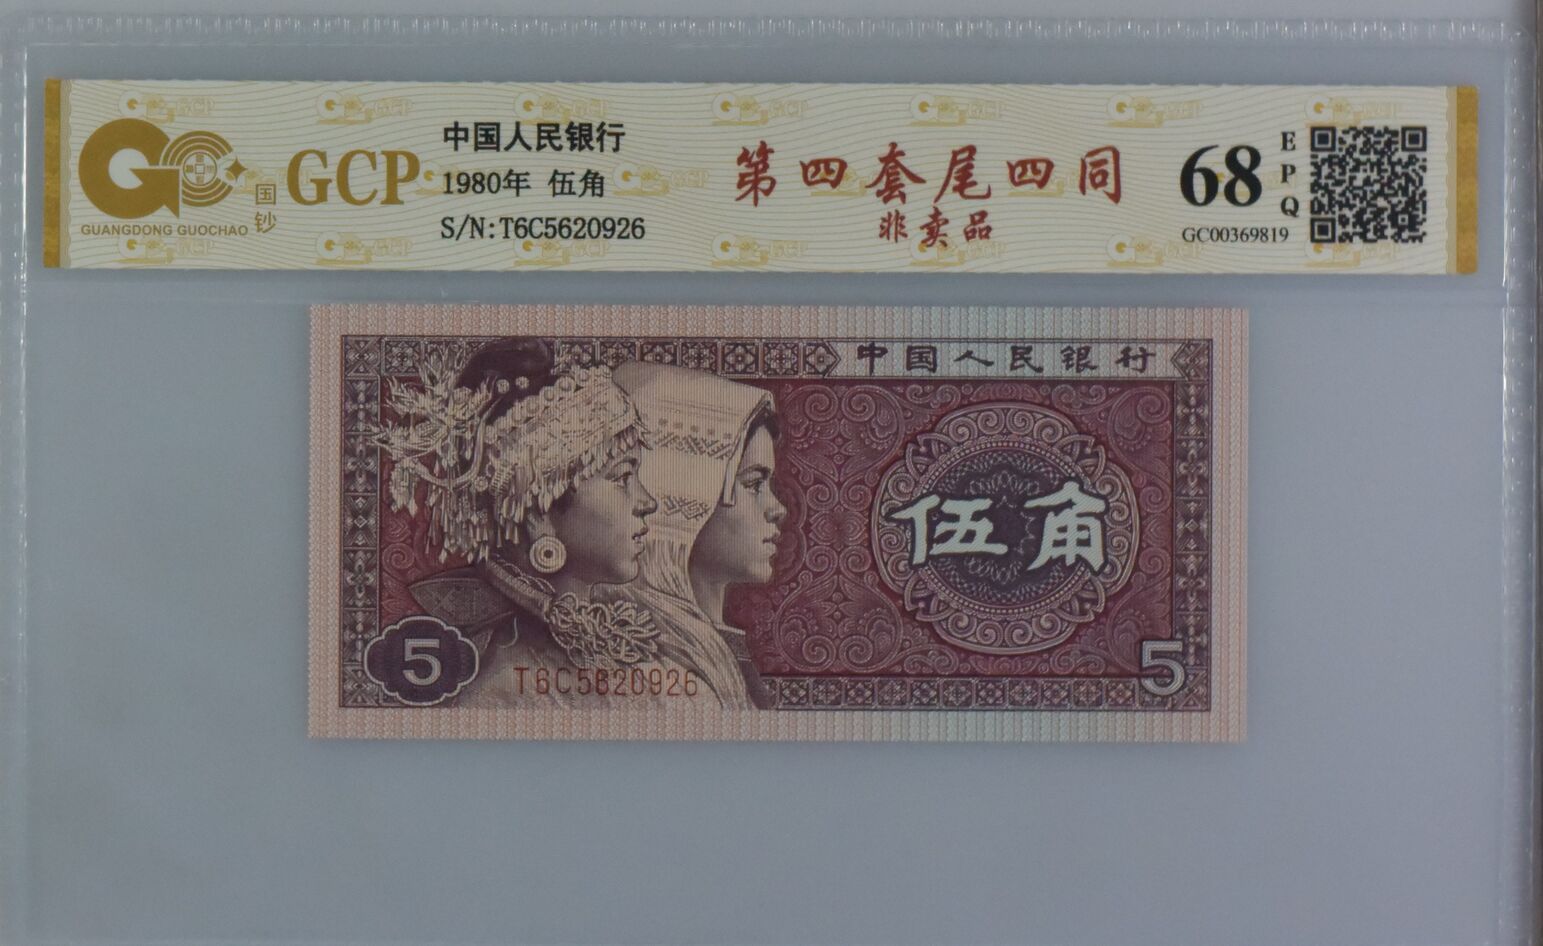 GUANGDONG GUOCHAO
国钞
GCP
中国人民银行
1980年 伍角
S/N:T6C5620926
第四套尾四同
非卖品
68
EPQ
GC00369819
中国人民银行
伍角
5
T6C5620926
5